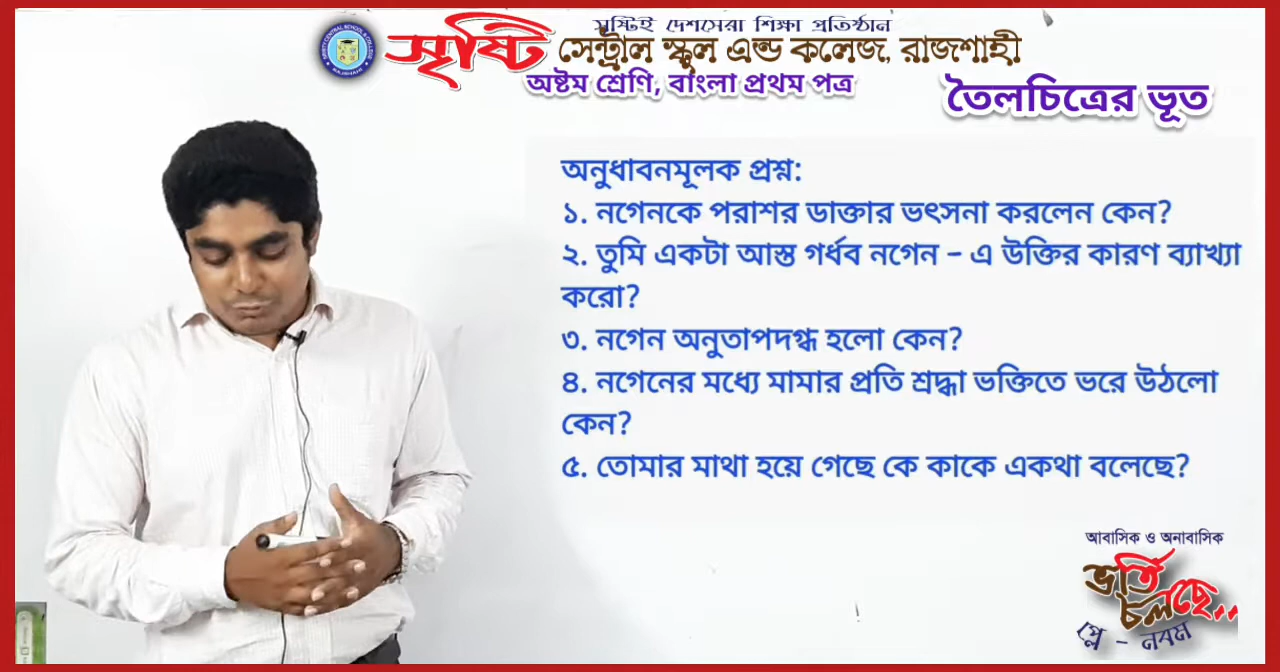 সৃষ্টিই দেশসেরা শিক্ষা প্রতিষ্ঠান
সৃষ্টি সেন্ট্রাল স্কুল এন্ড কলেজ, রাজশাহী
অষ্টম শ্রেণি, বাংলা প্রথম পত্র
তৈলচিত্রের ভূত
অনুধাবনমূলক প্রশ্ন:
১. নগেনকে পরাশর ডাক্তার ভৎসনা করলেন কেন?
২. তুমি একটা আস্ত গর্ধব নগেন – এ উক্তির কারণ ব্যাখ্যা
করো?
৩. নগেন অনুতাপদগ্ধ হলো কেন?
৪. নগেনের মধ্যে মামার প্রতি শ্রদ্ধা ভক্তিতে ভরে উঠলো
কেন?
৫. তোমার মাথা হয়ে গেছে কে কাকে একথা বলেছে?
আবাসিক ও অনাবাসিক
ভর্তি
চলছে..
প্লে - নবম